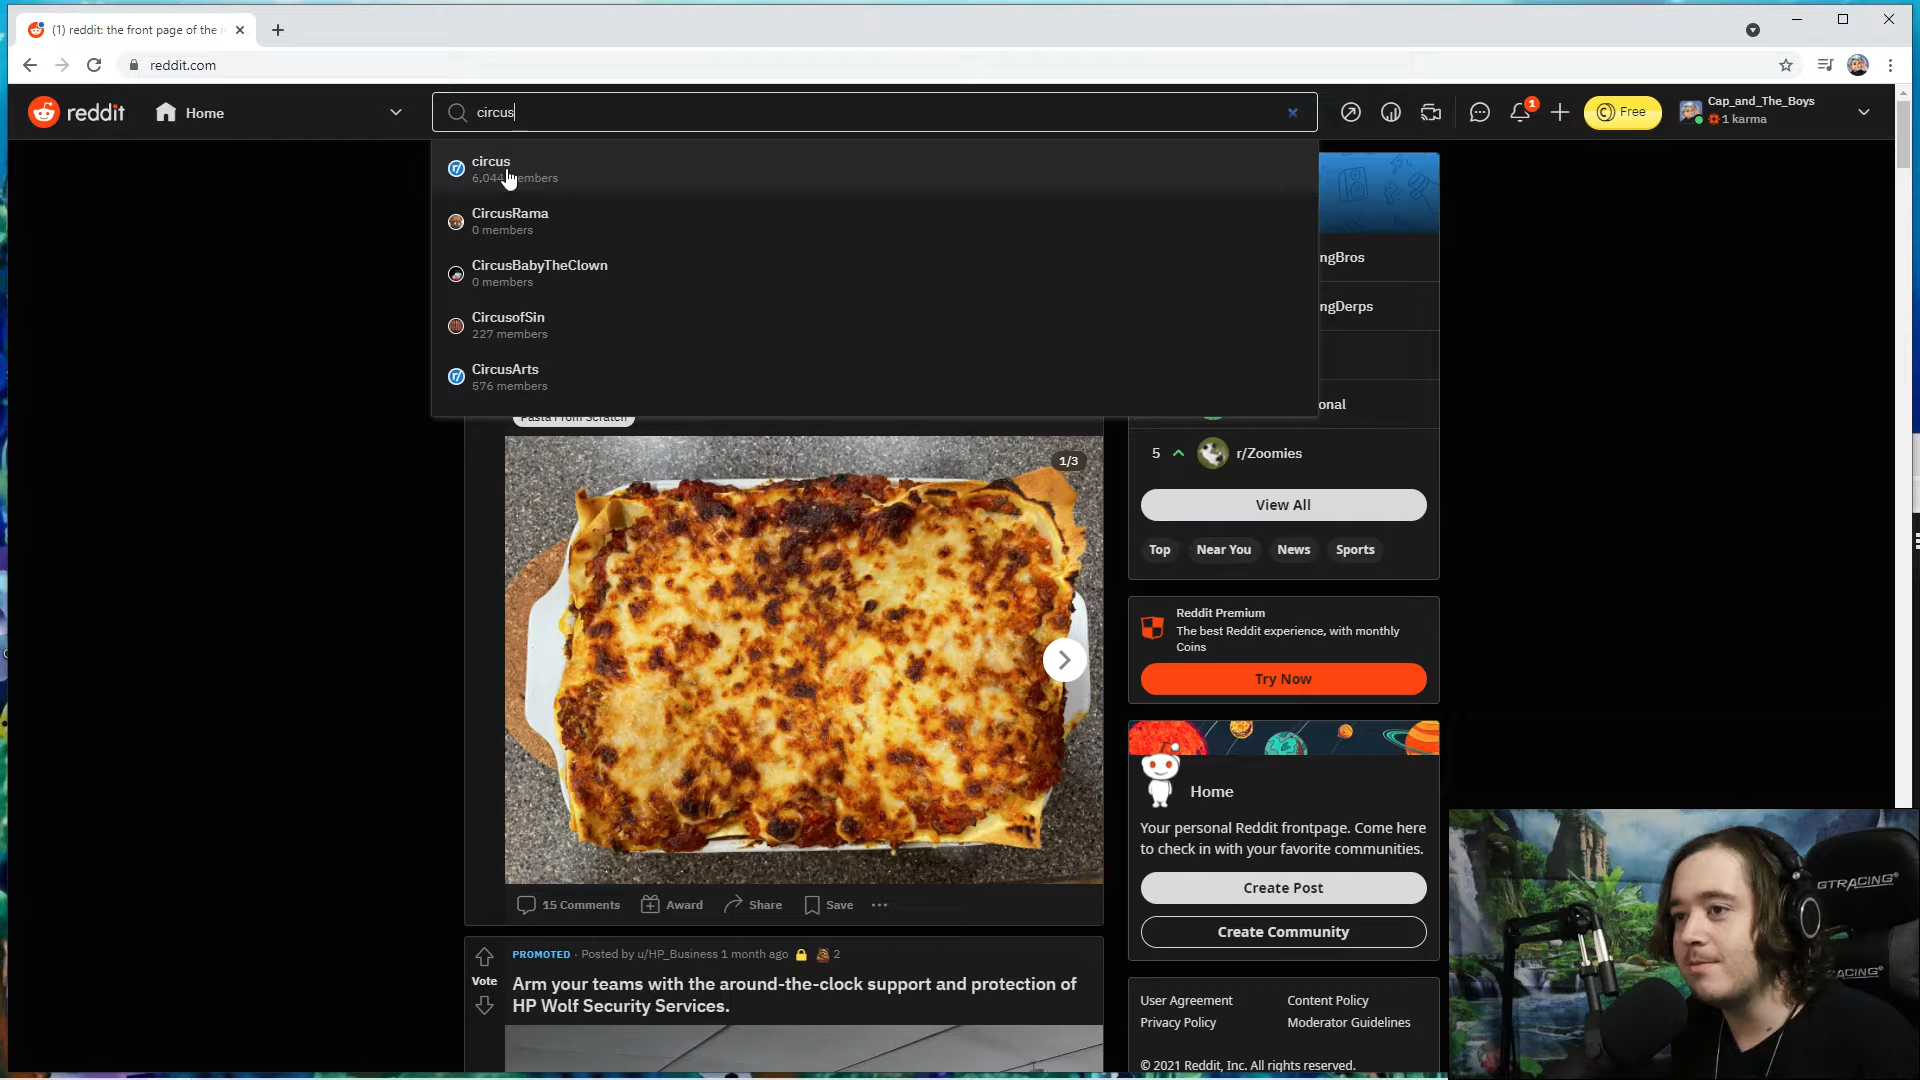 (1) reddit: the front page of the i
reddit.com
reddit
Home
circus
1
Free
Cap_and_The_Boys
1 karma
circus
6,044 members
CircusRama
0 members
CircusBabyTheClown
0 members
CircusofSin
227 members
CircusArts
576 members
ngBros
ngDerps
onal
5
r/Zoomies
View All
Top
Near You
News
Sports
Pasta From Scratch
1/3
Reddit Premium
The best Reddit experience, with monthly
Coins
Try Now
Home
Your personal Reddit frontpage. Come here
to check in with your favorite communities.
Create Post
Create Community
15 Comments
Award
Share
Save
PROMOTED · Posted by u/HP_Business 1 month ago
2
Vote
Arm your teams with the around-the-clock support and protection of
HP Wolf Security Services.
User Agreement
Content Policy
Privacy Policy
Moderator Guidelines
© 2021 Reddit, Inc. All rights reserved.
GTRACING
ACING